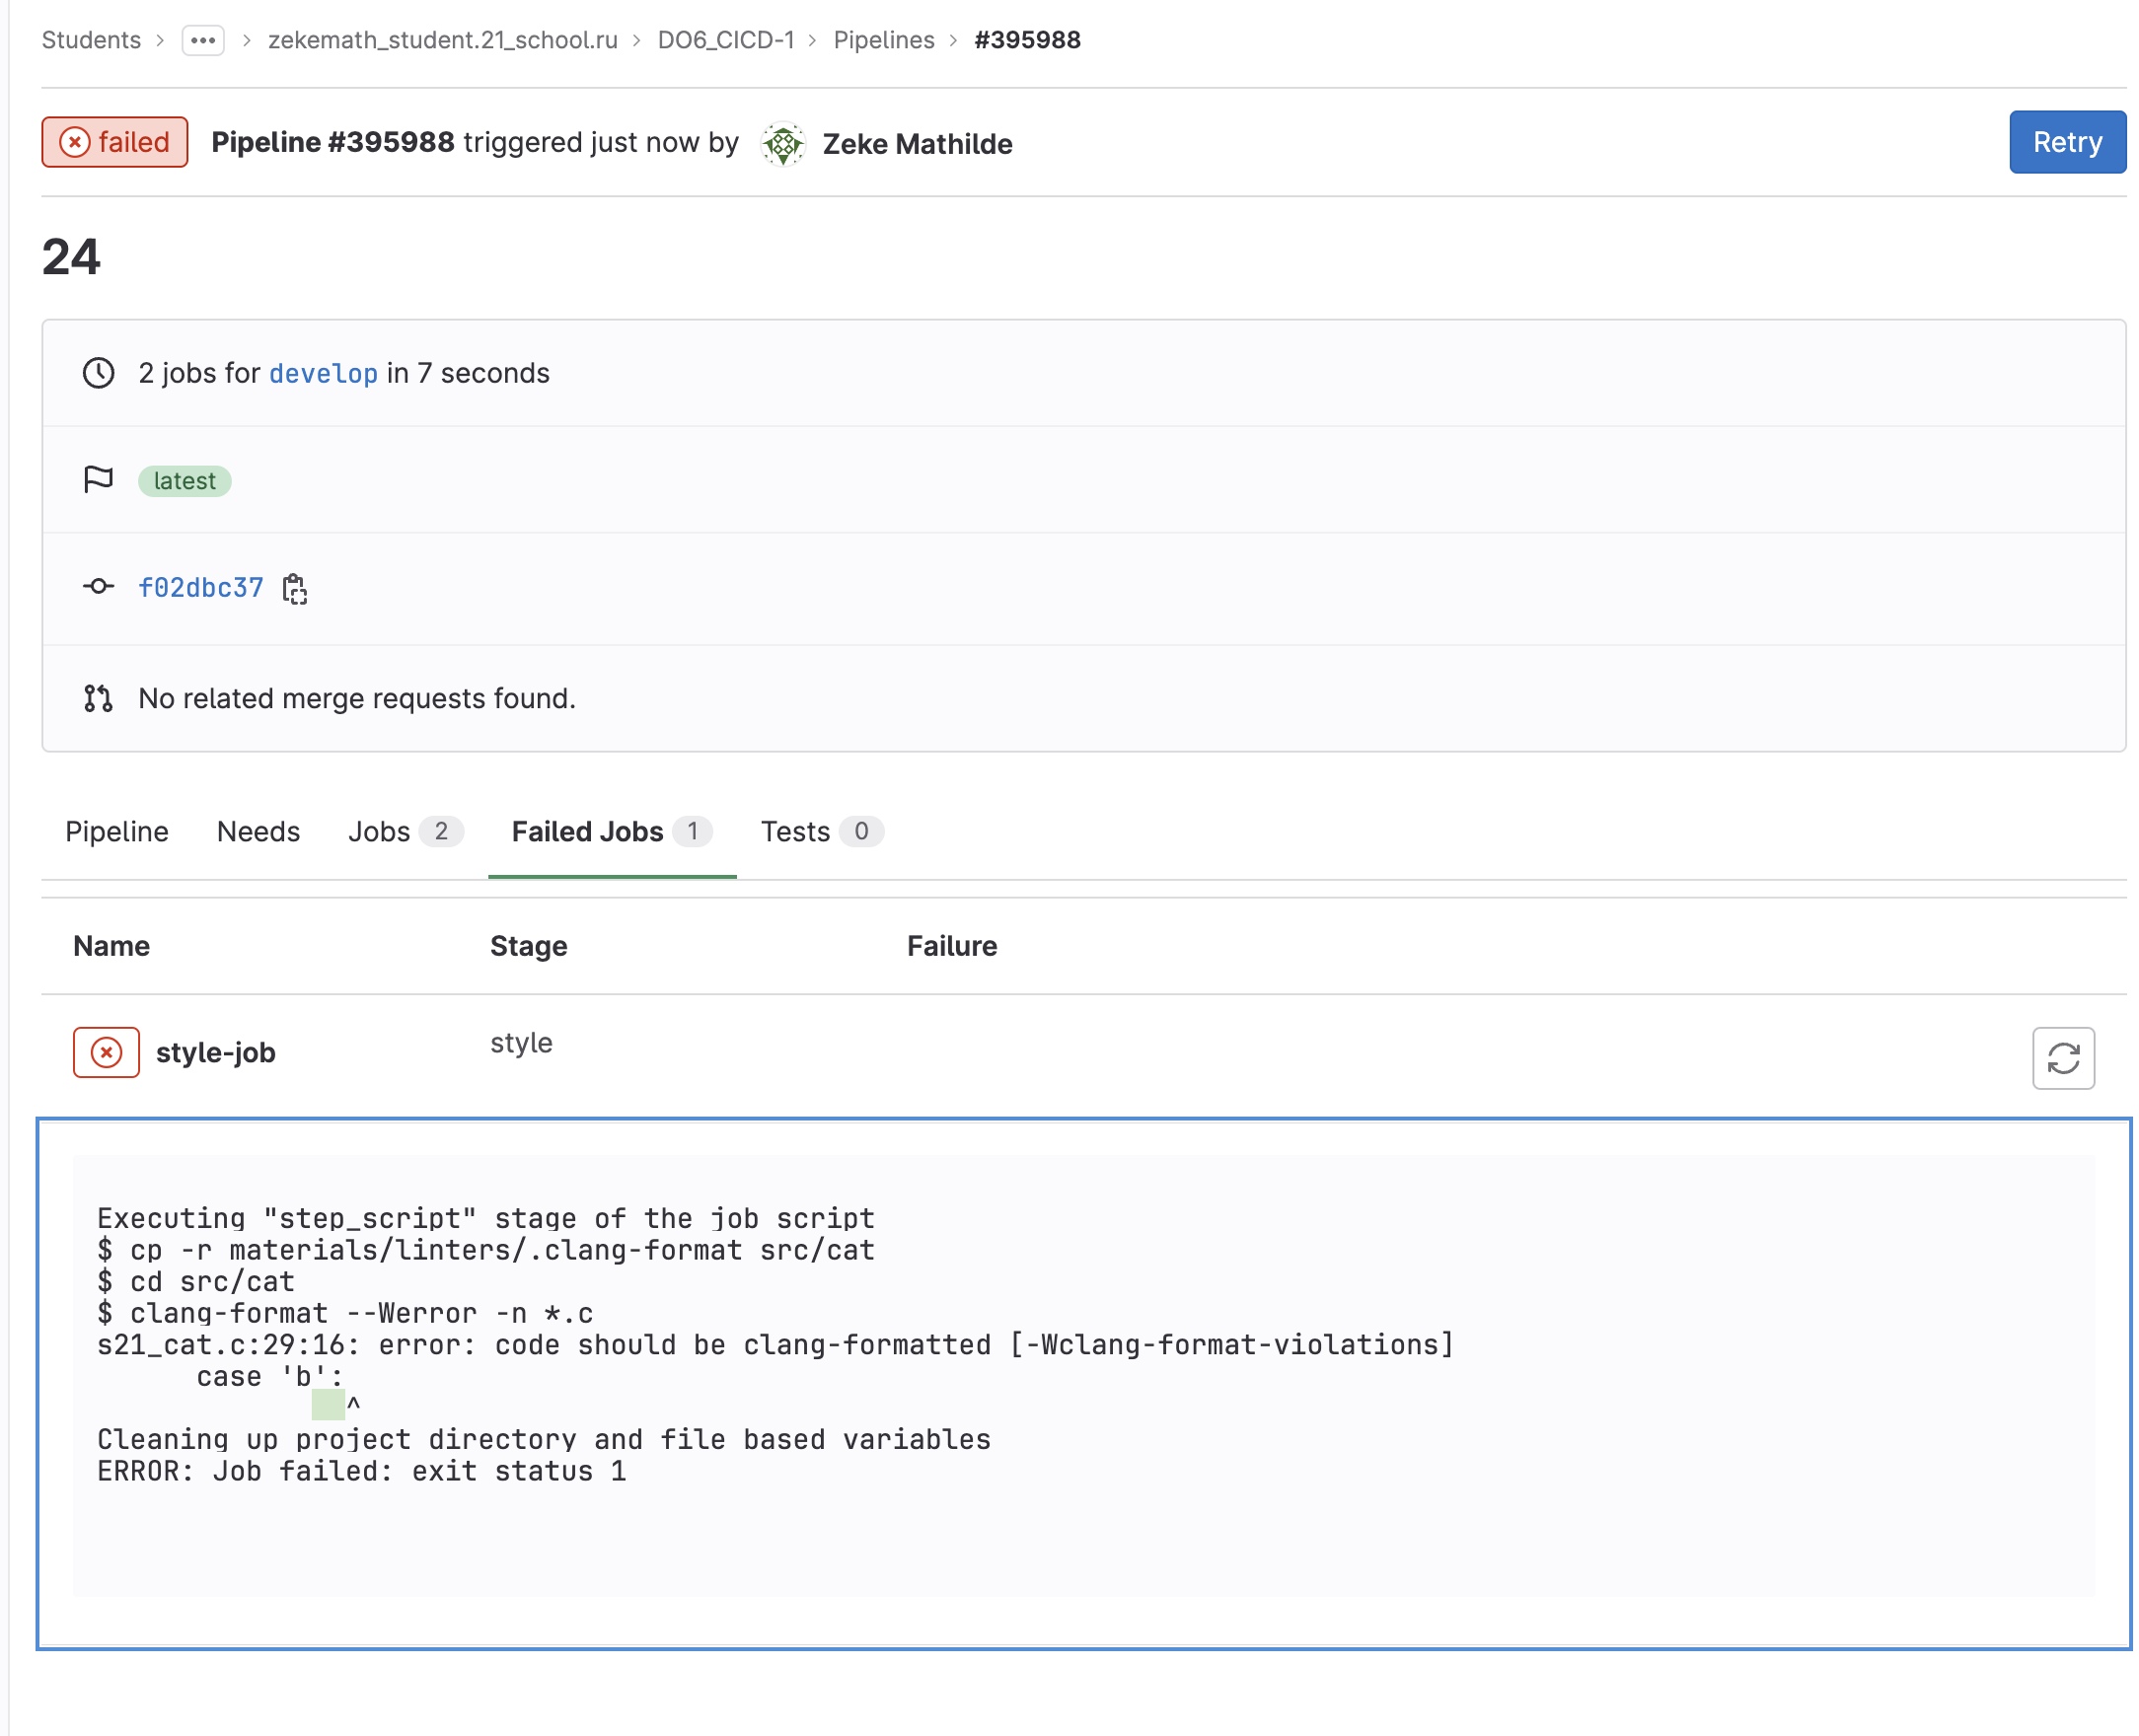 Students > ••• > zekemath_student.21_school.ru > DO6_CICD-1 > Pipelines > #395988
failed Pipeline #395988 triggered just now by Zeke Mathilde Retry
24
2 jobs for develop in 7 seconds
latest
f02dbc37
No related merge requests found.
Pipeline Needs Jobs 2 Failed Jobs 1 Tests 0
Name Stage Failure
style-job style
Executing "step_script" stage of the job script
$ cp -r materials/linters/.clang-format src/cat
$ cd src/cat
$ clang-format --Werror -n *.c
s21_cat.c:29:16: error: code should be clang-formatted [-Wclang-format-violations]
case 'b':
^
Cleaning up project directory and file based variables
ERROR: Job failed: exit status 1